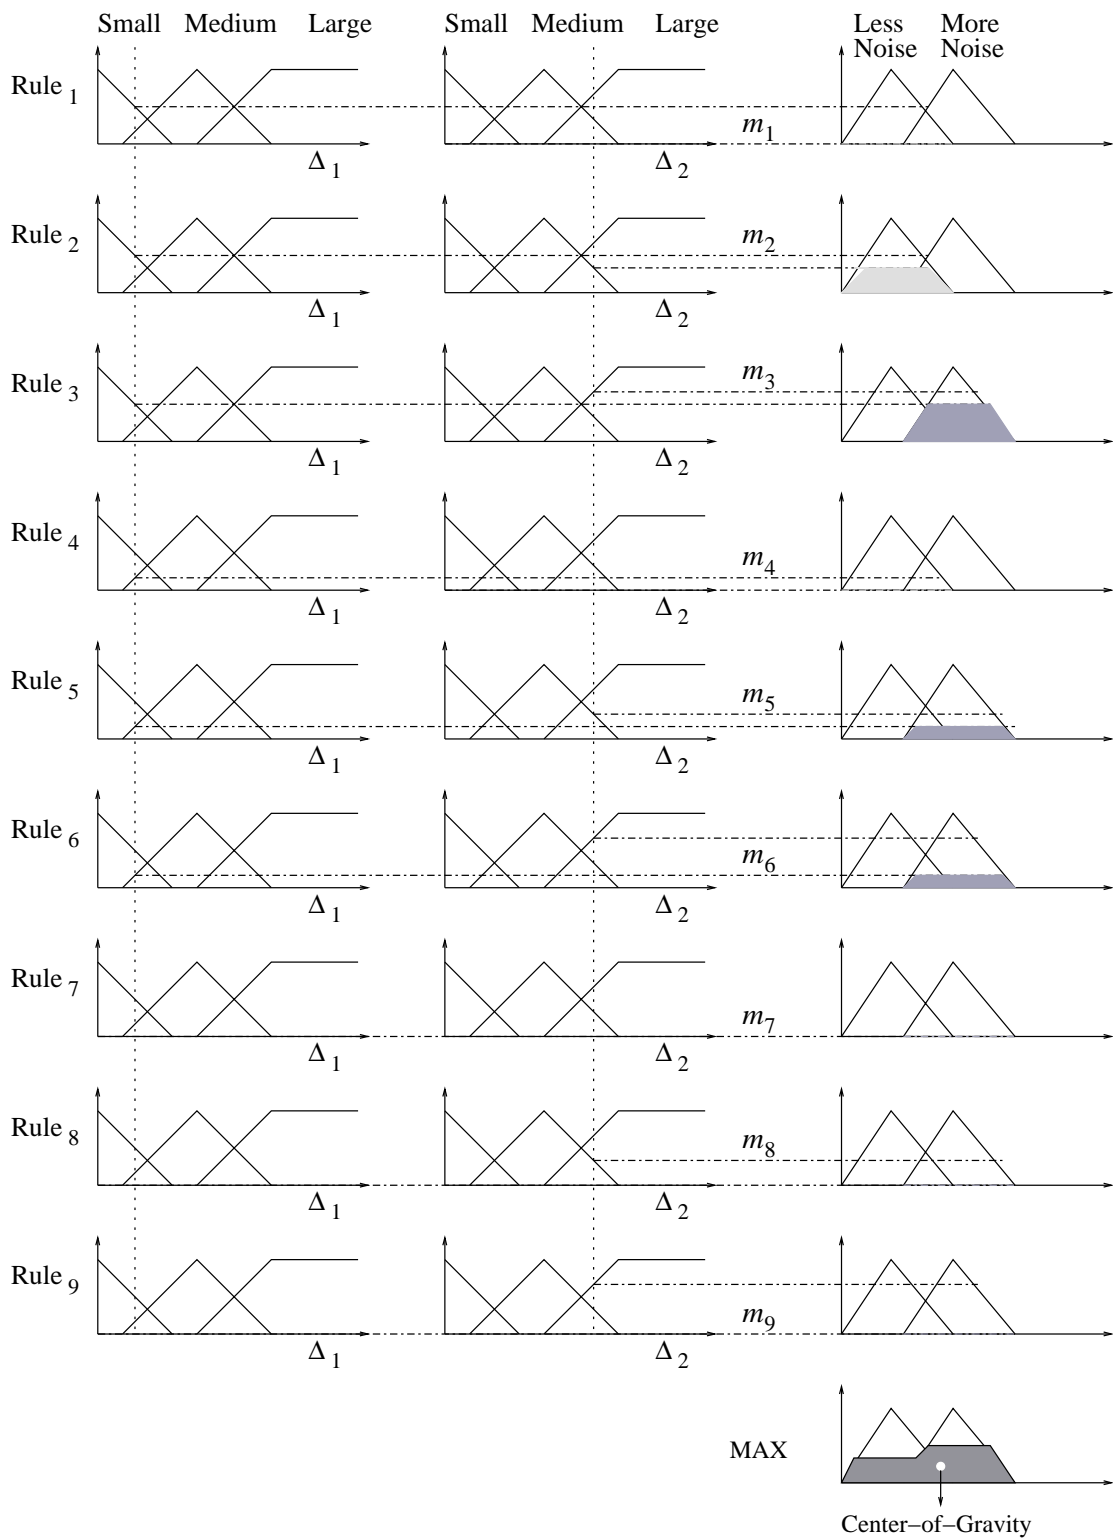 Small Medium Large Small Medium Large Less Noise More Noise
Rule 1 m1
Δ1 Δ2
Rule 2 m2
Δ1 Δ2
Rule 3 m3
Δ1 Δ2
Rule 4 m4
Δ1 Δ2
Rule 5 m5
Δ1 Δ2
Rule 6 m6
Δ1 Δ2
Rule 7 m7
Δ1 Δ2
Rule 8 m8
Δ1 Δ2
Rule 9 m9
Δ1 Δ2
MAX
Center-of-Gravity